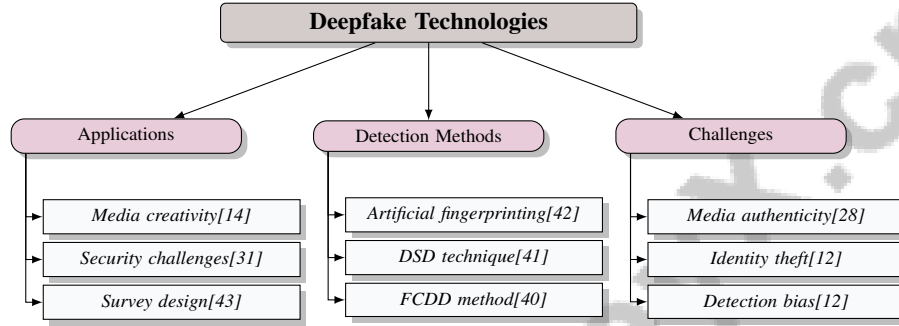 Deepfake Technologies
Applications
Detection Methods
Challenges
Media creativity[14]
Artificial fingerprinting[42]
Media authenticity[28]
Security challenges[31]
DSD technique[41]
Identity theft[12]
Survey design[43]
FCDD method[40]
Detection bias[12]